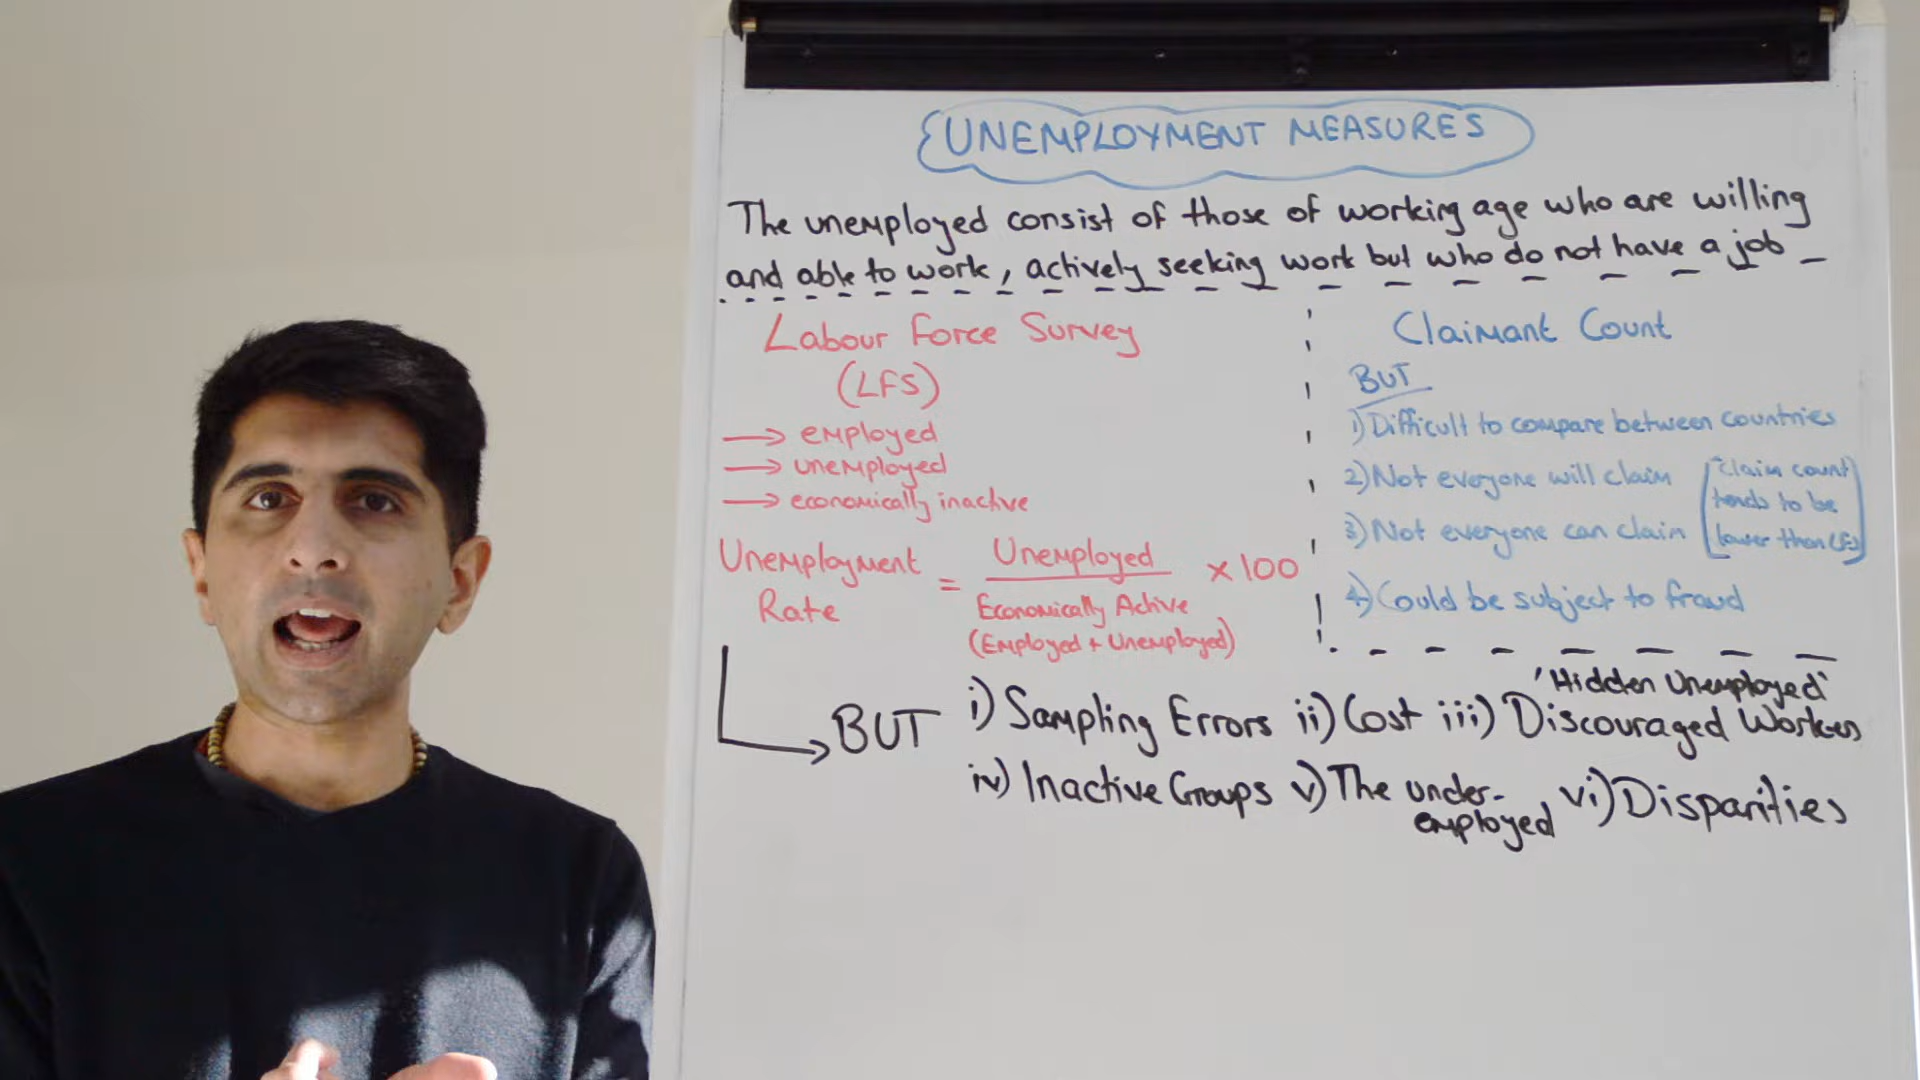 UNEMPLOYMENT MEASURES
The unemployed consist of those of working age who are willing
and able to work, actively seeking work but who do not have a job
Labour Force Survey
(LFS)
→ employed
→ unemployed
→ economically inactive
Unemployment
Rate
=
Unemployed
Economically Active
(Employed + Unemployed)
×100
Claimant Count
BUT
1) Difficult to compare between countries
2) Not everyone will claim
3) Not everyone can claim
[claim count
tends to be
lower than LFS]
4) Could be subject to fraud
BUT
i) Sampling Errors ii) Cost iii) Discouraged Workers
'Hidden Unemployed'
iv) Inactive Groups v) The under-
employed
vi) Disparities